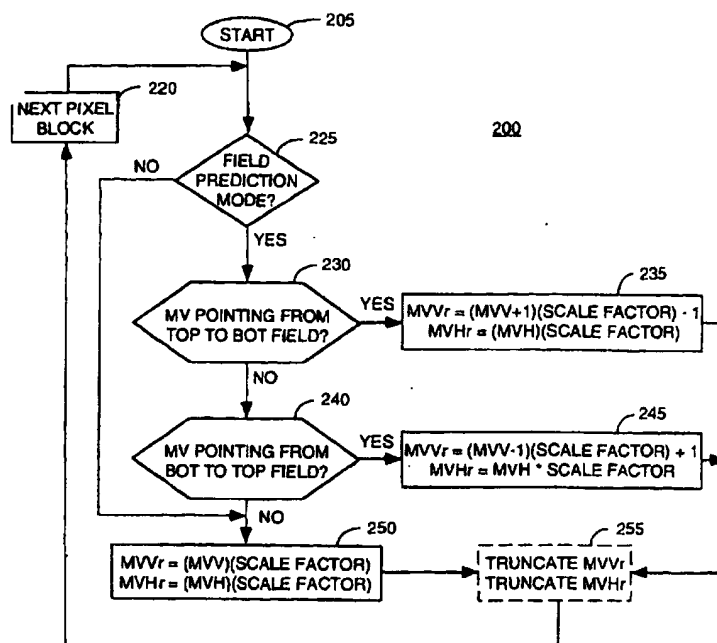 START
205
220
NEXT PIXEL
BLOCK
225
200
FIELD
PREDICTION
MODE?
NO
YES
230
235
MV POINTING FROM
TOP TO BOT FIELD?
YES
MVVr = (MVV+1)(SCALE FACTOR) - 1
MVHr = (MVH)(SCALE FACTOR)
NO
240
245
MV POINTING FROM
BOT TO TOP FIELD?
YES
MVVr = (MVV-1)(SCALE FACTOR) + 1
MVHr = MVH * SCALE FACTOR
NO
250
255
MVVr = (MVV)(SCALE FACTOR)
MVHr = (MVH)(SCALE FACTOR)
TRUNCATE MVVr
TRUNCATE MVHr